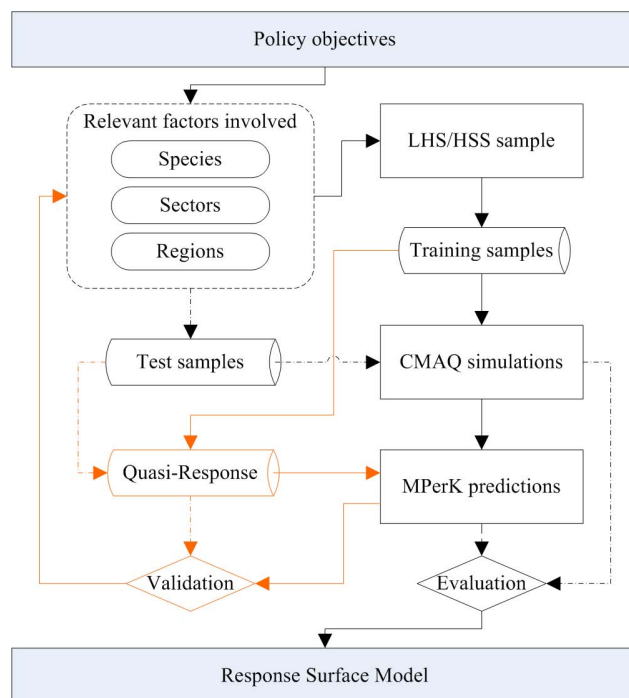 Policy objectives
Relevant factors involved
Species
Sectors
Regions
LHS/HSS sample
Training samples
Test samples
CMAQ simulations
Quasi-Response
MPerK predictions
Validation
Evaluation
Response Surface Model